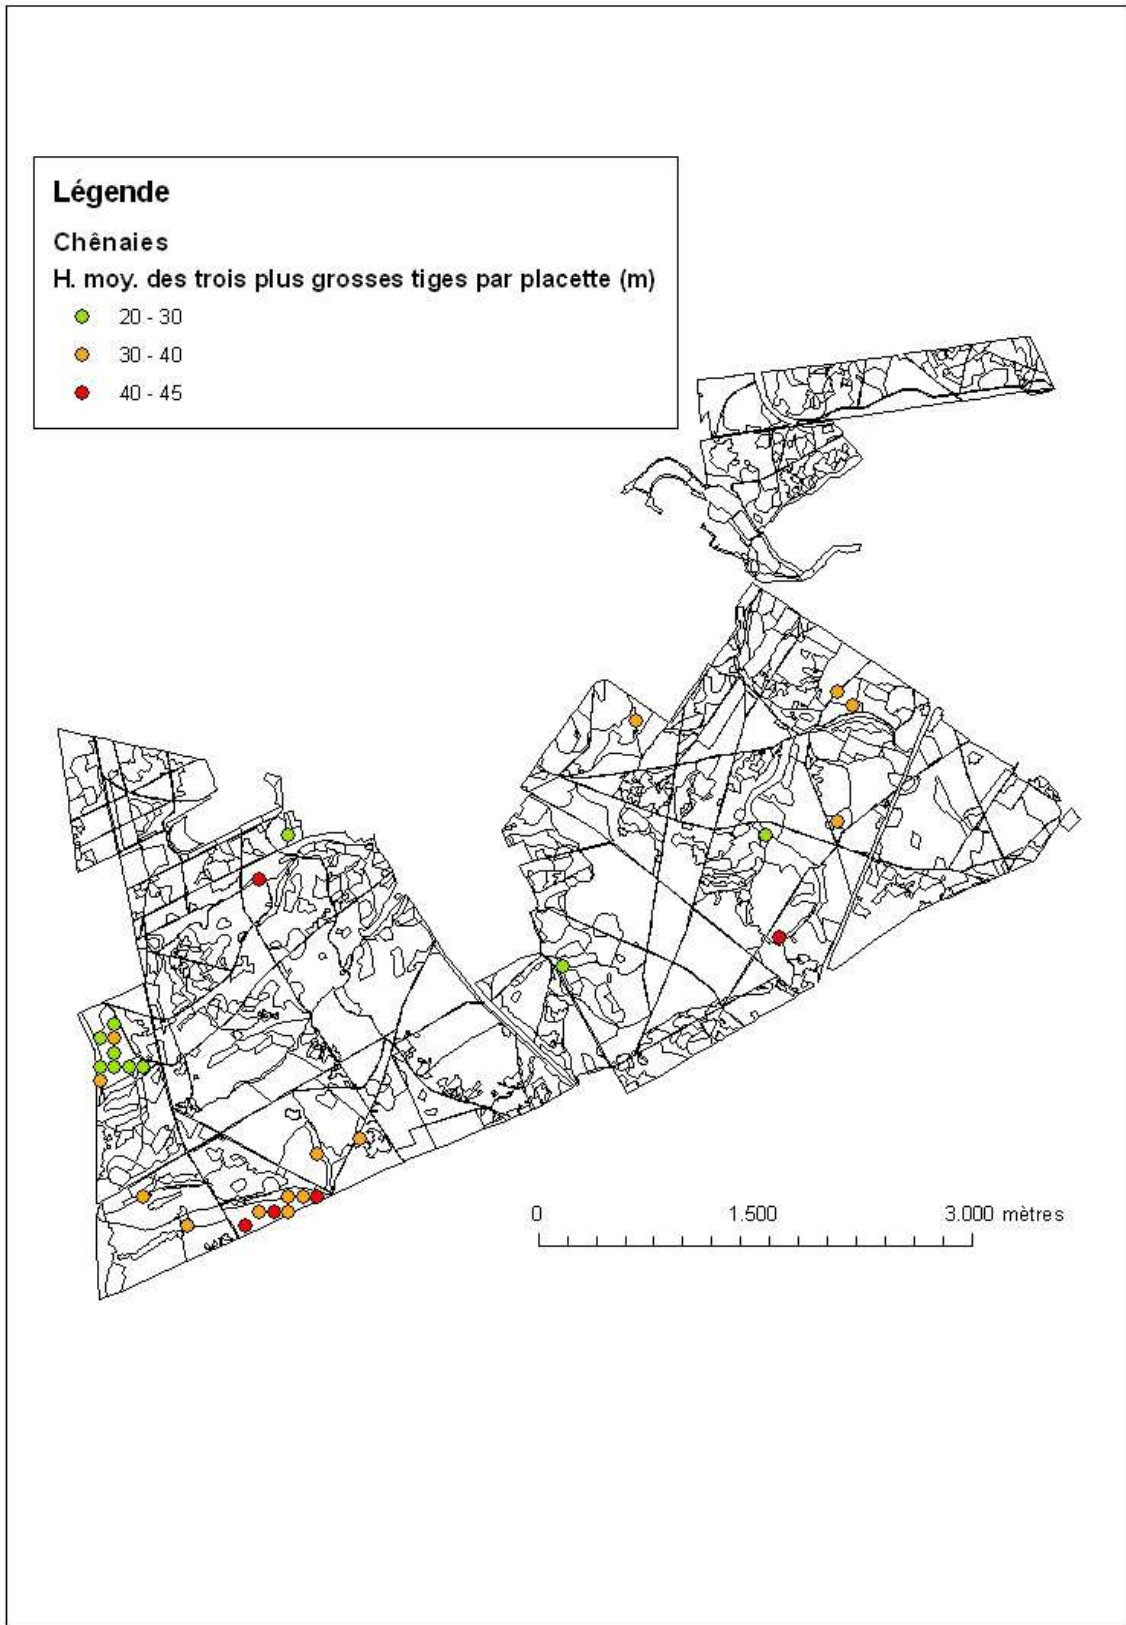 Légende
Chênaies
H. moy. des trois plus grosses tiges par placette (m)
20 - 30
30 - 40
40 - 45
0 1.500 3.000 mètres